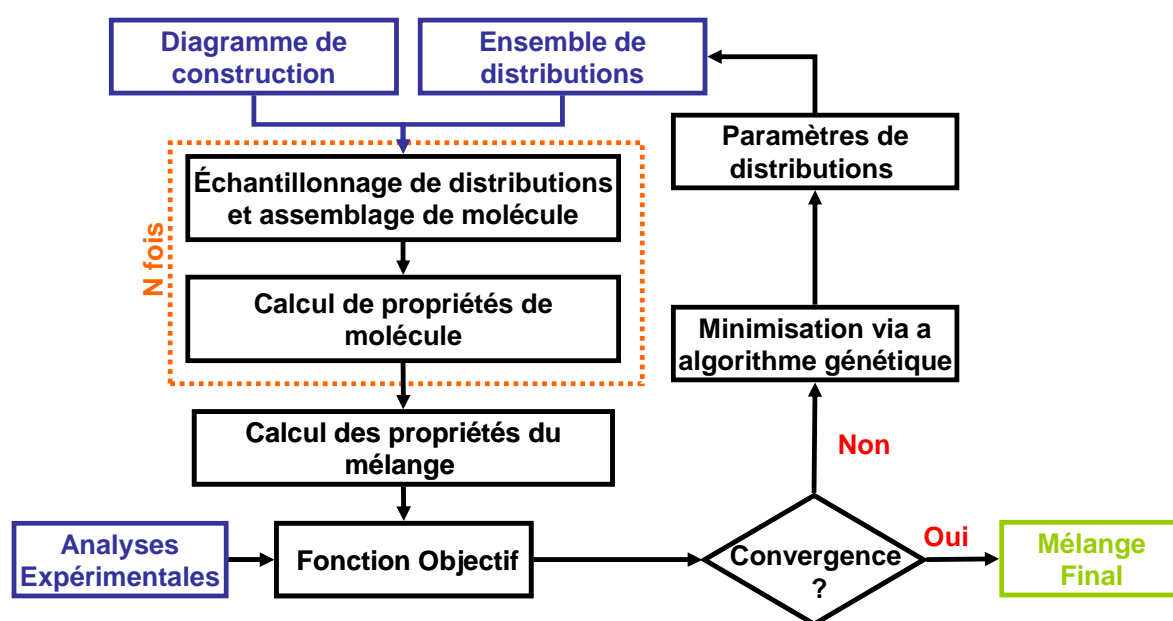 Diagramme de
construction
Ensemble de
distributions
Paramètres de
distributions
N fois
Échantillonnage de distributions
et assemblage de molécule
Calcul de propriétés de
molécule
Minimisation via a
algorithme génétique
Calcul des propriétés du
mélange
Non
Analyses
Expérimentales
Fonction Objectif
Convergence
?
Oui
Mélange
Final